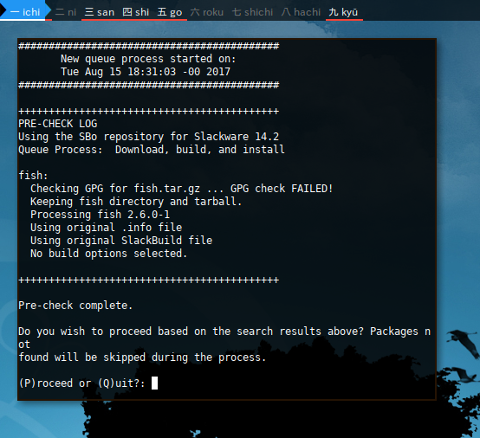 一 ichi 二 ni 三 san 四 shi 五 go 六 roku 七 shichi 八 hachi 九 kyū
###########################################
New queue process started on:
Tue Aug 15 18:31:03 -00 2017
###########################################
+++++++++++++++++++++++++++++++++++++++++++
PRE-CHECK LOG
Using the SBo repository for Slackware 14.2
Queue Process:  Download, build, and install
fish:
Checking GPG for fish.tar.gz ... GPG check FAILED!
Keeping fish directory and tarball.
Processing fish 2.6.0-1
Using original .info file
Using original SlackBuild file
No build options selected.
+++++++++++++++++++++++++++++++++++++++++++
Pre-check complete.
Do you wish to proceed based on the search results above? Packages n
ot
found will be skipped during the process.
(P)roceed or (Q)uit?: